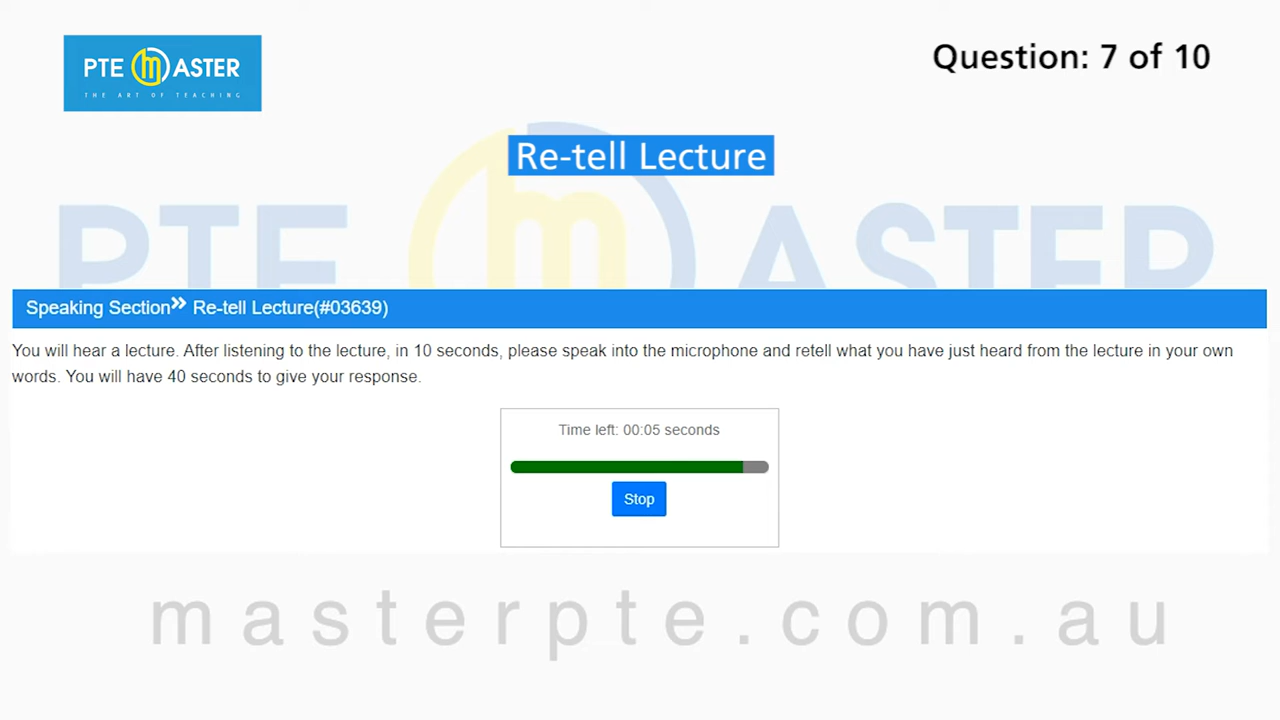 PTE MASTER
THE ART OF TEACHING
Question: 7 of 10
Re-tell Lecture
PTE MASTER
Speaking Section» Re-tell Lecture(#03639)
You will hear a lecture. After listening to the lecture, in 10 seconds, please speak into the microphone and retell what you have just heard from the lecture in your own
words. You will have 40 seconds to give your response.
Time left: 00:05 seconds
Stop
masterpte.com.au